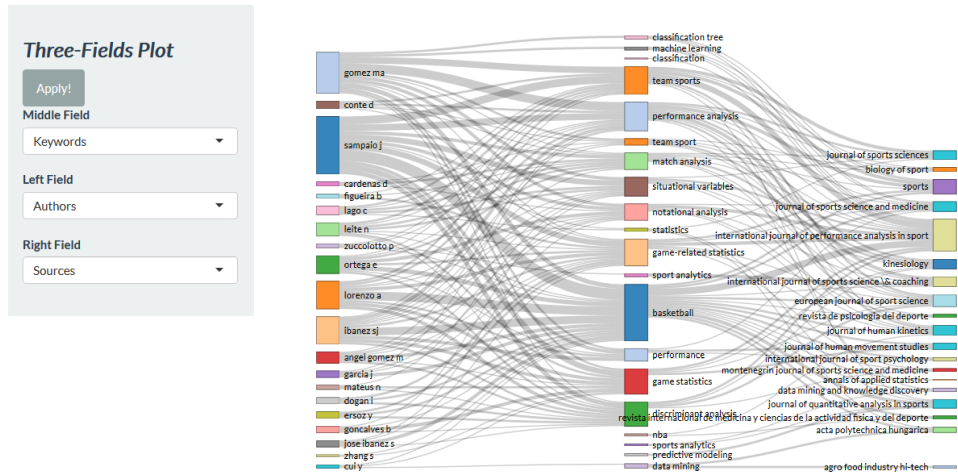 Three-Fields Plot
Apply!
Middle Field
Keywords
Left Field
Authors
Right Field
Sources
gomez ma
conte d
sampaio j
cardenas d
figueira b
lago c
leite n
zuccolotto p
ortega e
lorenzo a
ibanez sj
angel gomez m
garcia j
mateus n
dogan i
ersoz y
goncalves b
jose ibanez s
zhang s
cui y
classification tree
machine learning
classification
team sports
performance analysis
team sport
match analysis
situational variables
notational analysis
statistics
game-related statistics
sport analytics
basketball
performance
game statistics
discriminant analysis
nba
sports analytics
predictive modeling
data mining
journal of sports sciences
biology of sport
sports
journal of sports science and medicine
international journal of performance analysis in sport
kinesiology
international journal of sports science \& coaching
european journal of sport science
revista de psicologia del deporte
journal of human kinetics
journal of human movement studies
international journal of sport psychology
montenegrin journal of sports science and medicine
annals of applied statistics
data mining and knowledge discovery
journal of quantitative analysis in sports
revista internacional de medicina y ciencias de la actividad fisica y del deporte
acta polytechnica hungarica
agro food industry hi-tech